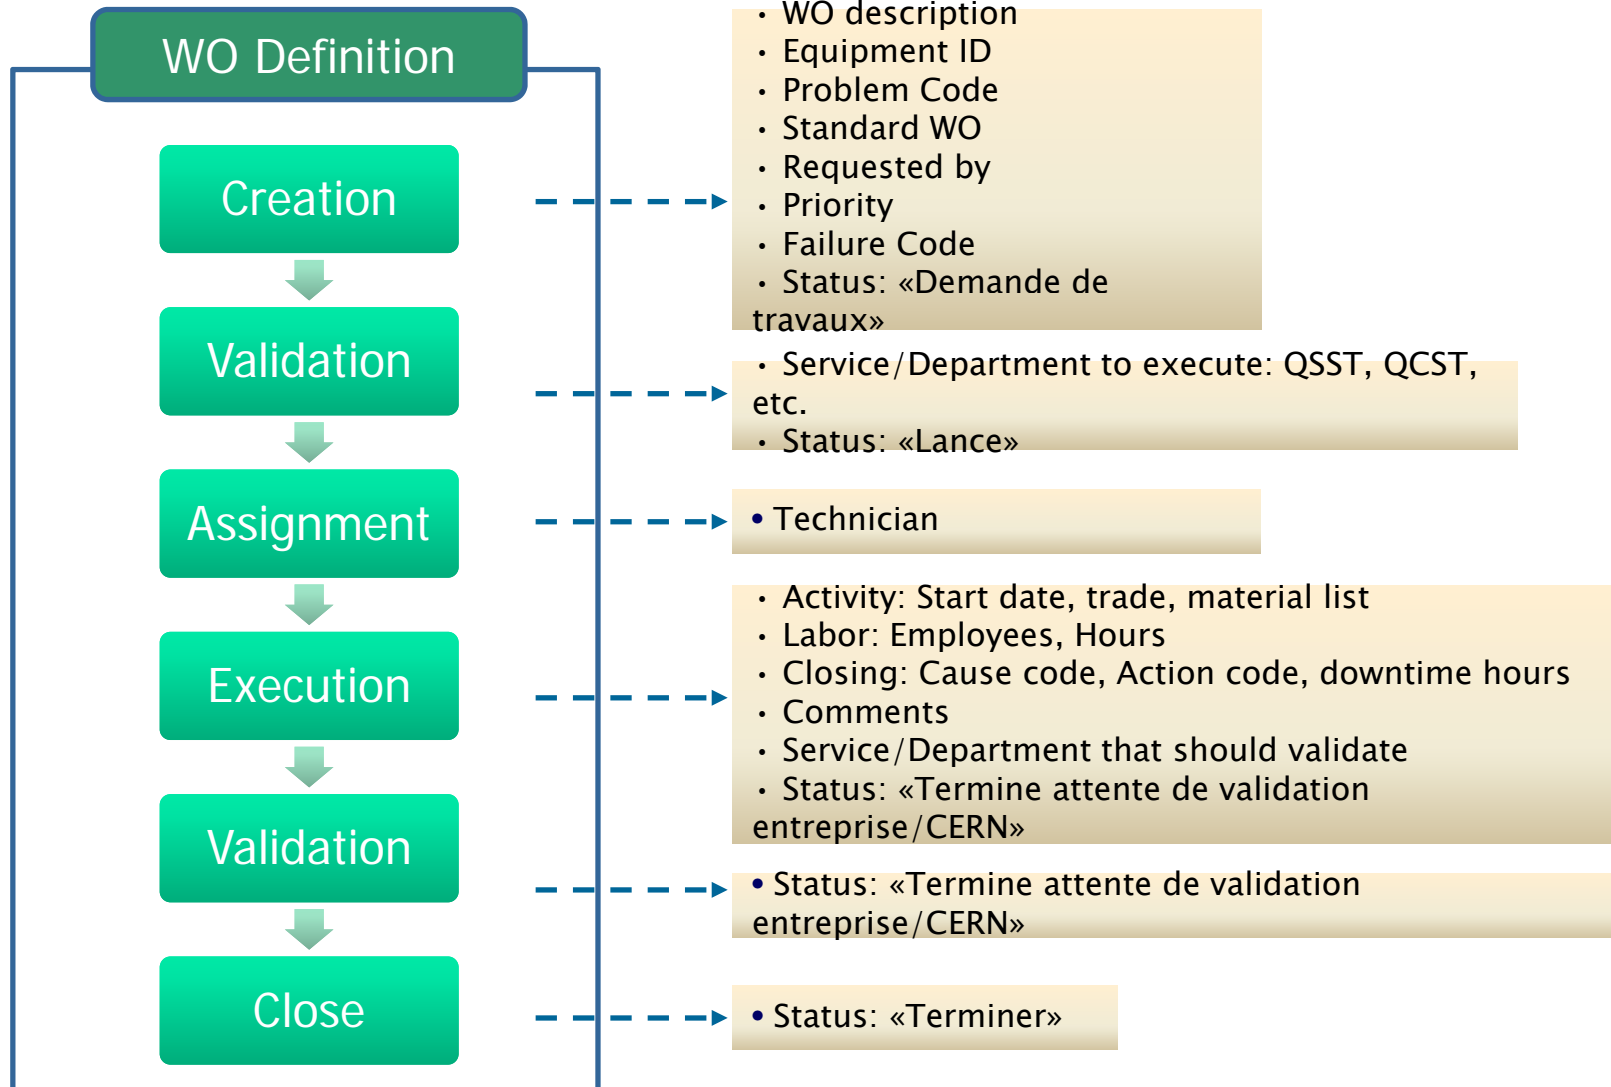 WO Definition
Creation
Validation
Assignment
Execution
Validation
Close
· WO description
· Equipment ID
· Problem Code
· Standard WO
· Requested by
· Priority
· Failure Code
· Status: «Demande de
travaux»
· Service/Department to execute: QSST, QCST,
etc.
· Status: «Lance»
• Technician
· Activity: Start date, trade, material list
· Labor: Employees, Hours
· Closing: Cause code, Action code, downtime hours
· Comments
· Service/Department that should validate
· Status: «Termine attente de validation
entreprise/CERN»
• Status: «Termine attente de validation
entreprise/CERN»
• Status: «Terminer»